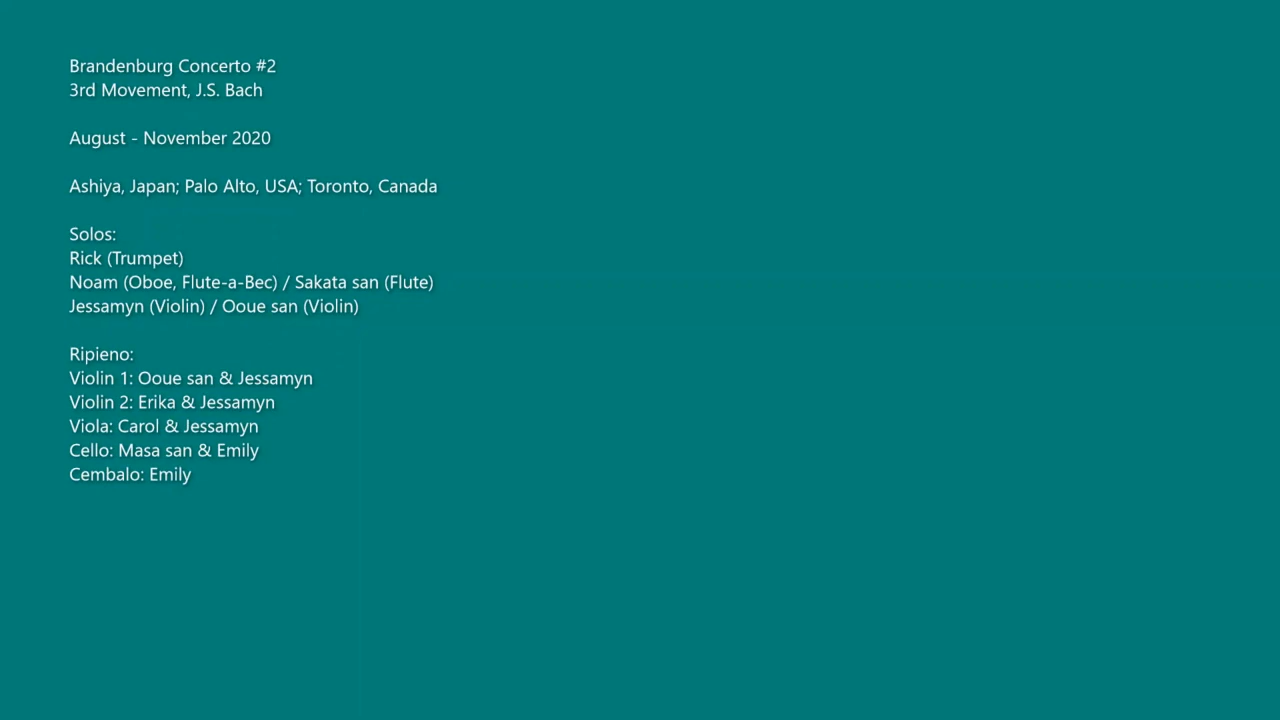 Brandenburg Concerto #2
3rd Movement, J.S. Bach
August - November 2020
Ashiya, Japan; Palo Alto, USA; Toronto, Canada
Solos:
Rick (Trumpet)
Noam (Oboe, Flute-a-Bec) / Sakata san (Flute)
Jessamyn (Violin) / Ooue san (Violin)
Ripieno:
Violin 1: Ooue san & Jessamyn
Violin 2: Erika & Jessamyn
Viola: Carol & Jessamyn
Cello: Masa san & Emily
Cembalo: Emily